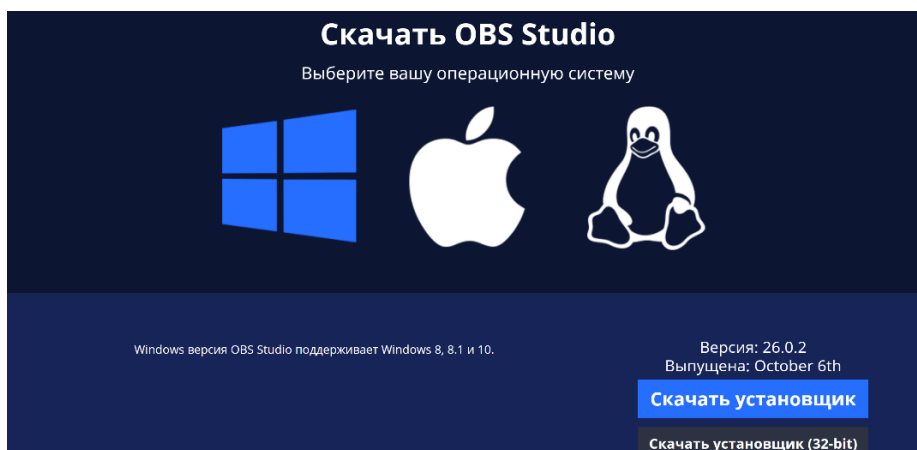 Скачать OBS Studio
Выберите вашу операционную систему
Windows версия OBS Studio поддерживает Windows 8, 8.1 и 10.
Версия: 26.0.2
Выпущена: October 6th
Скачать установщик
Скачать установщик (32-bit)